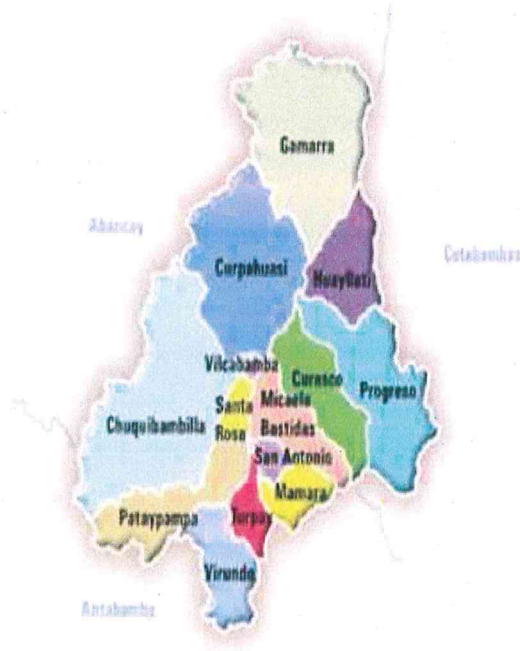 Gamarra
Abancay
Cotabambas
Curpahuasi
Huayllati
Vilcabamba
Curasco
Progreso
Santa
Rosa
Micaela
Bastidas
Chuquibambilla
San Antonio
Mamara
Pataypampa
Turpay
Virundo
Antabamba